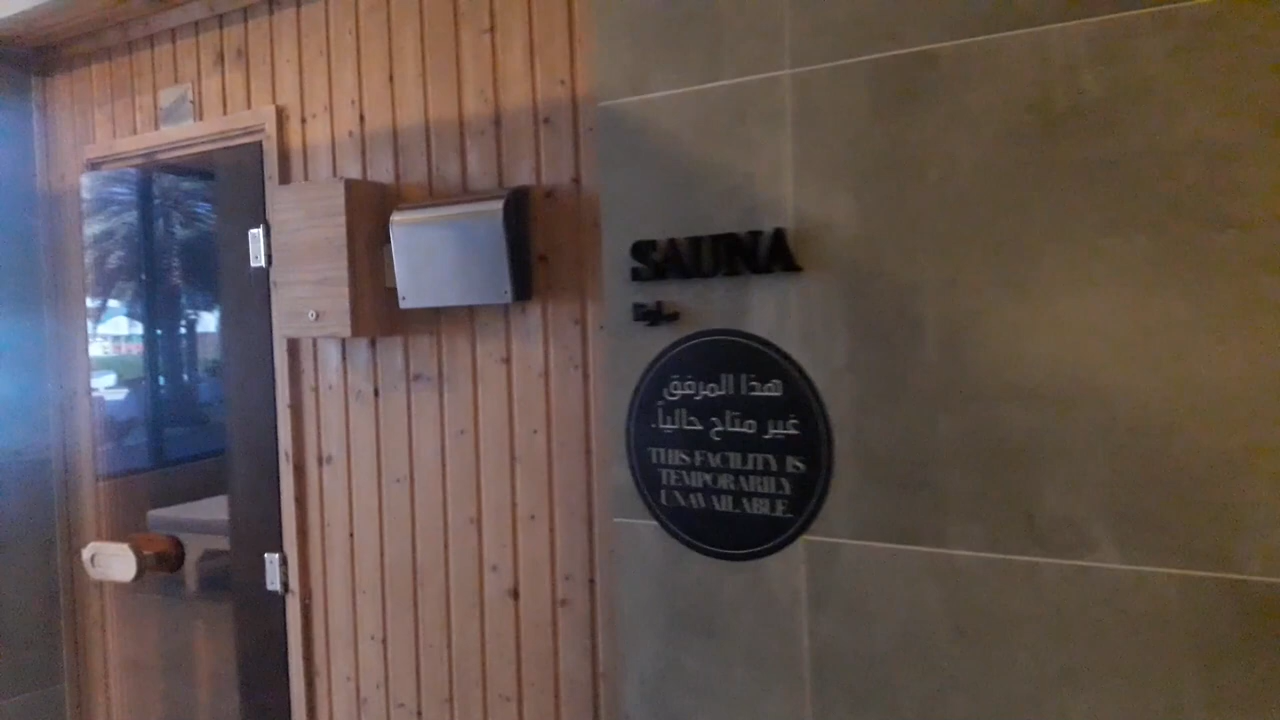 SAUNA
هذا المرفق
غير متاح حالياً.
THIS FACILITY IS
TEMPORARILY
UNAVAILABLE.